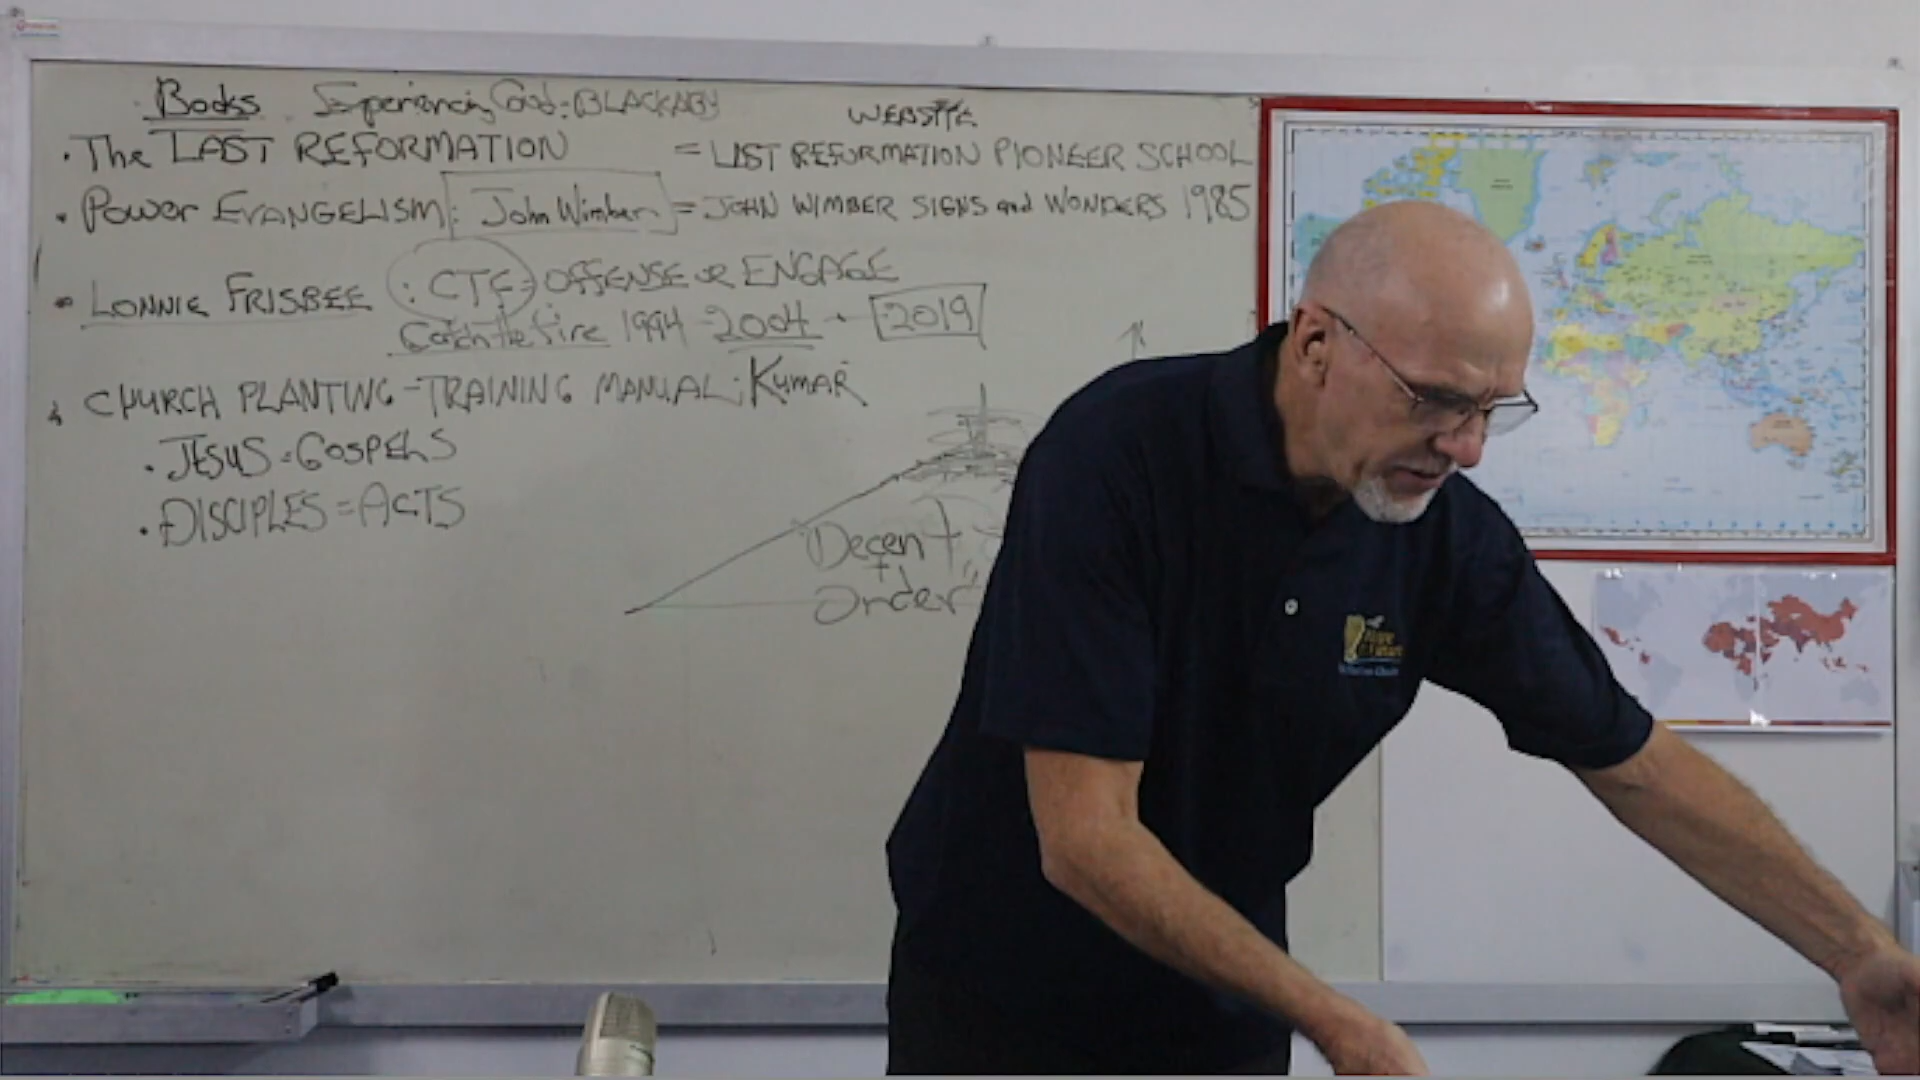 Books Experiencing God: BLACKABY
WEBSITE
· The LAST REFORMATION = LIST REFORMATION PIONEER SCHOOL
· POWER EVANGELISM: John Wimber = JOHN WIMBER SIGNS and WONDERS 1985
· LONNIE FRISBEE : CTF = OFFENSE or ENGAGE
Catch the Fire 1994 - 2004 - 2019
CHURCH PLANTING - TRAINING MANUAL: KUMAR
· JESUS = GOSPELS
· DISCIPLES = ACTS
Decent
+
Order"
Hope